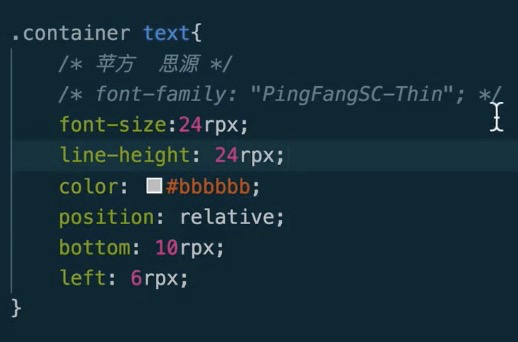 .container text{
/* 苹方  思源 */
/* font-family: "PingFangSC-Thin"; */
font-size:24rpx;
line-height: 24rpx;
color: #bbbbbb;
position: relative;
bottom: 10rpx;
left: 6rpx;
}